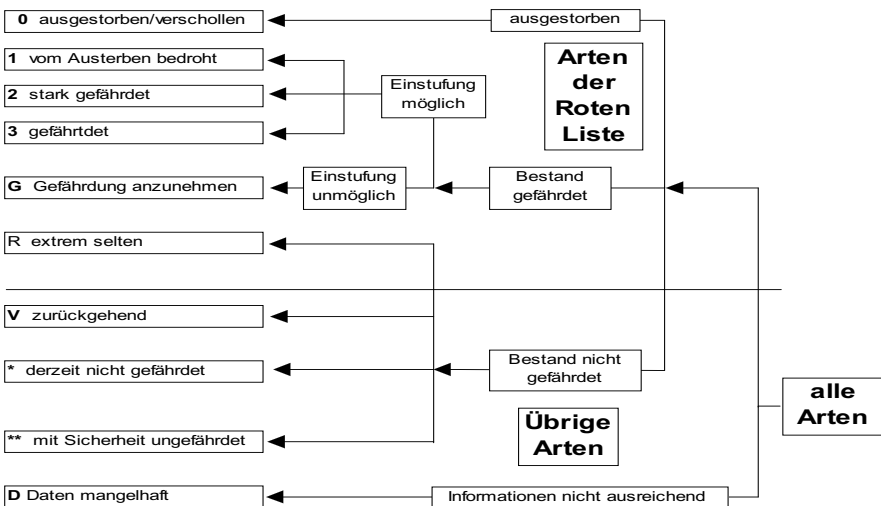 0 ausgestorben/verschollen
ausgestorben
1 vom Austerben bedroht
2 stark gefährdet
3 gefährtdet
Einstufung
möglich
Arten
der
Roten
Liste
G Gefährdung anzunehmen
Einstufung
unmöglich
Bestand
gefährdet
R extrem selten
V zurückgehend
* derzeit nicht gefährdet
Bestand nicht
gefährdet
alle
Arten
** mit Sicherheit ungefährdet
Übrige
Arten
D Daten mangelhaft
Informationen nicht ausreichend